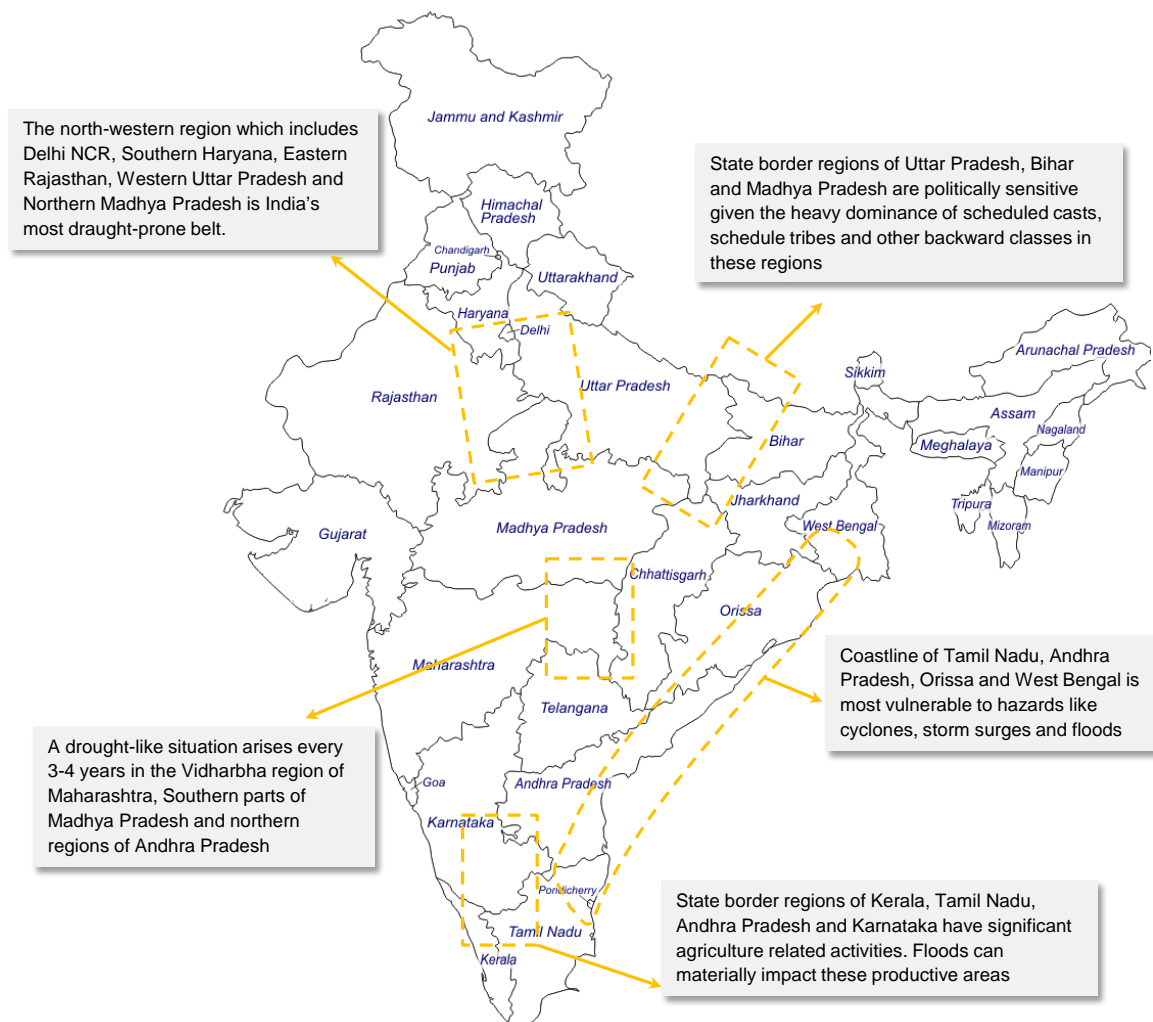 Jammu and Kashmir
The north-western region which includes
Delhi NCR, Southern Haryana, Eastern
Rajasthan, Western Uttar Pradesh and
Northern Madhya Pradesh is India's
most draught-prone belt.
State border regions of Uttar Pradesh, Bihar
and Madhya Pradesh are politically sensitive
given the heavy dominance of scheduled casts,
schedule tribes and other backward classes in
these regions
Himachal
Pradesh
Chandigarh
Punjab
Uttarakhand
Haryana
Delhi
Rajasthan
Uttar Pradesh
Sikkim
Arunachal Pradesh
Assam
Nagaland
Meghalaya
Manipur
Bihar
Jharkhand
Tripura
Mizoram
Gujarat
Madhya Pradesh
West Bengal
Chhattisgarh
Orissa
Maharashtra
Telangana
Coastline of Tamil Nadu, Andhra
Pradesh, Orissa and West Bengal is
most vulnerable to hazards like
cyclones, storm surges and floods
A drought-like situation arises every
3-4 years in the Vidharbha region of
Maharashtra, Southern parts of
Madhya Pradesh and northern
regions of Andhra Pradesh
Goa
Andhra Pradesh
Karnataka
Pondicherry
Tamil Nadu
Kerala
State border regions of Kerala, Tamil Nadu,
Andhra Pradesh and Karnataka have significant
agriculture related activities. Floods can
materially impact these productive areas